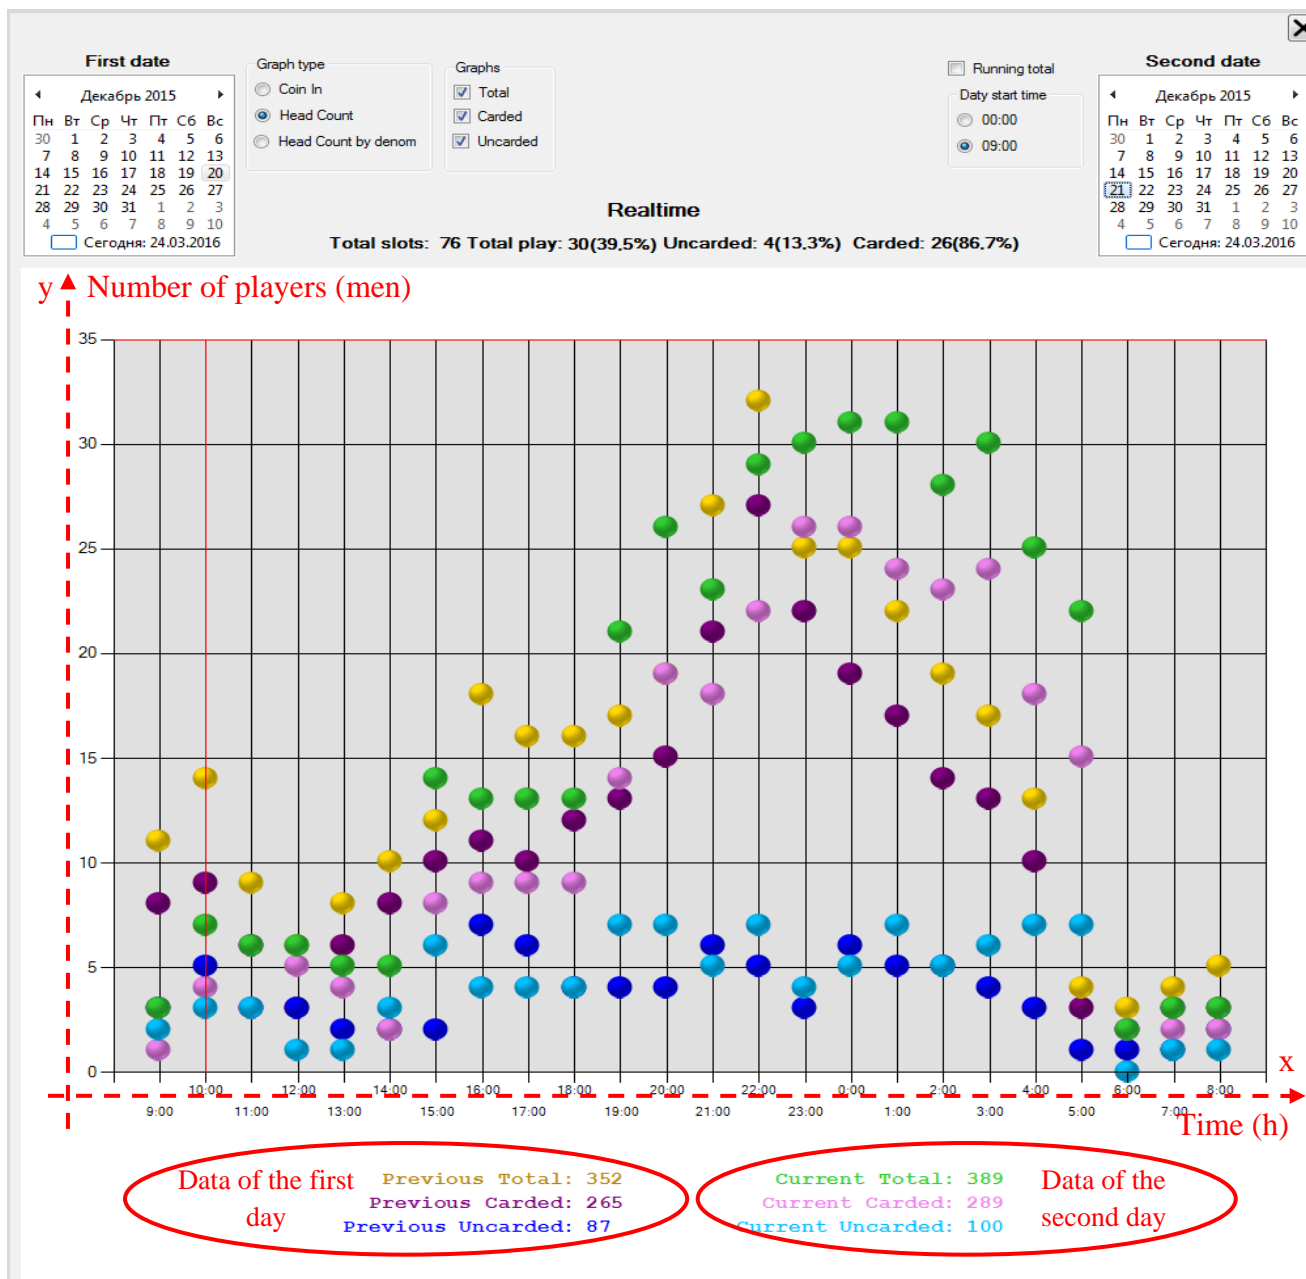 First date
Декабрь 2015
Пн Вт Ср Чт Пт Сб Вс
30 1 2 3 4 5 6
7 8 9 10 11 12 13
14 15 16 17 18 19 20
21 22 23 24 25 26 27
28 29 30 31 1 2 3
4 5 6 7 8 9 10
Сегодня: 24.03.2016
Graph type
Coin In
Head Count
Head Count by denom
Graphs
Total
Carded
Uncarded
Running total
Daty start time
00:00
09:00
Second date
Декабрь 2015
Пн Вт Ср Чт Пт Сб Вс
30 1 2 3 4 5 6
7 8 9 10 11 12 13
14 15 16 17 18 19 20
21 22 23 24 25 26 27
28 29 30 31 1 2 3
4 5 6 7 8 9 10
Сегодня: 24.03.2016
Realtime
Total slots: 76 Total play: 30(39,5%) Uncarded: 4(13,3%) Carded: 26(86,7%)
y Number of players (men)
35
30
25
20
15
10
5
0
10:00 12:00 14:00 16:00 18:00 20:00 22:00 0:00 2:00 4:00 6:00 8:00
9:00 11:00 13:00 15:00 17:00 19:00 21:00 23:00 1:00 3:00 5:00 7:00
x
Time (h)
Data of the first
day
Previous Total: 352
Previous Carded: 265
Previous Uncarded: 87
Current Total: 389
Current Carded: 289
Current Uncarded: 100
Data of the
second day